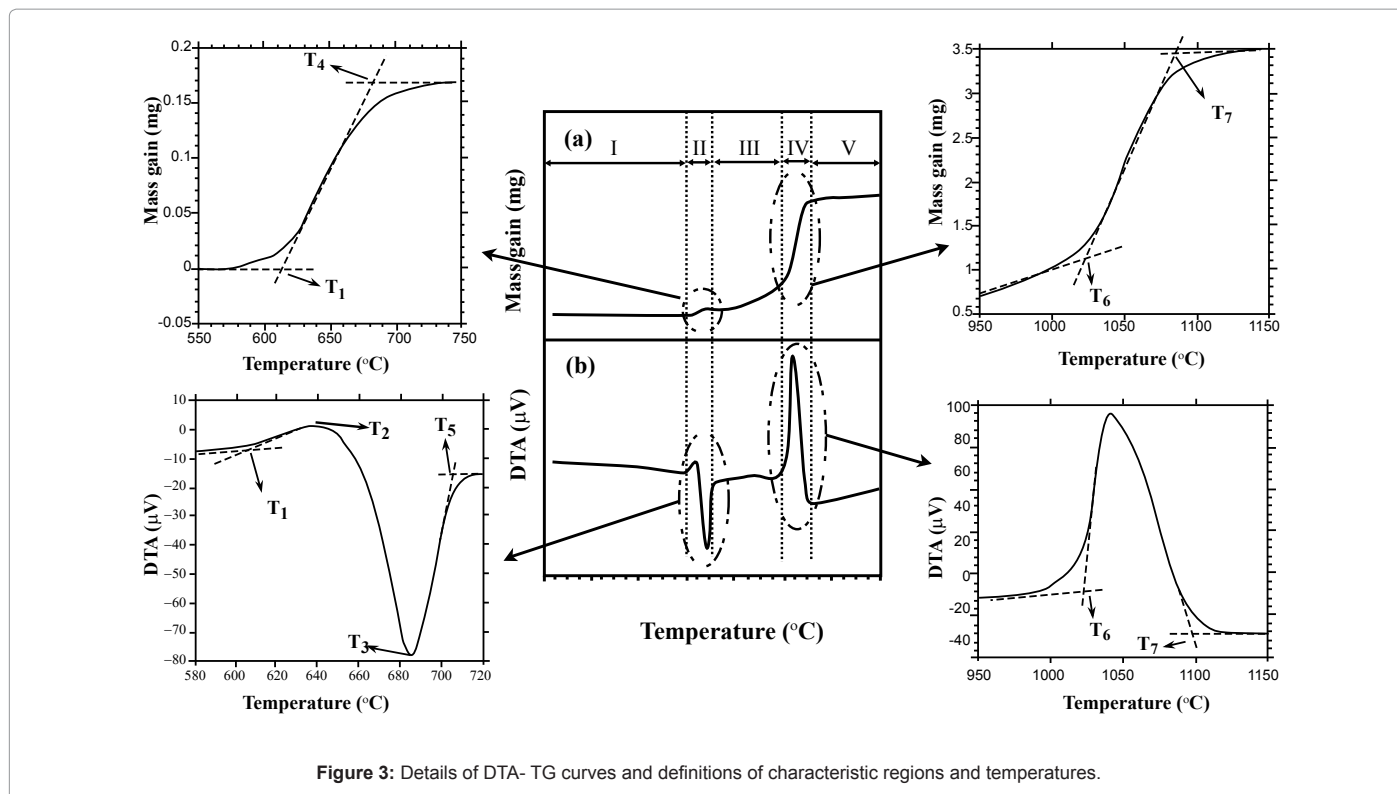 0.2
0.15
0.1
0.05
0
-0.05
Mass gain (mg)
T4
T1
550 600 650 700 750
Temperature (°C)
(a)
I II III IV V
Mass gain (mg)
(b)
DTA (µV)
Temperature (°C)
3.5
3
2.5
2
1.5
1
0.5
Mass gain (mg)
T7
T6
950 1000 1050 1100 1150
Temperature (°C)
10
0
−10
−20
−30
−40
−50
−60
−70
−80
DTA (µV)
T2
T5
T1
T3
580 600 620 640 660 680 700 720
Temperature (°C)
100
80
60
40
20
0
-20
-40
DTA (µV)
T6
T7
950 1000 1050 1100 1150
Temperature (°C)
Figure 3: Details of DTA- TG curves and definitions of characteristic regions and temperatures.